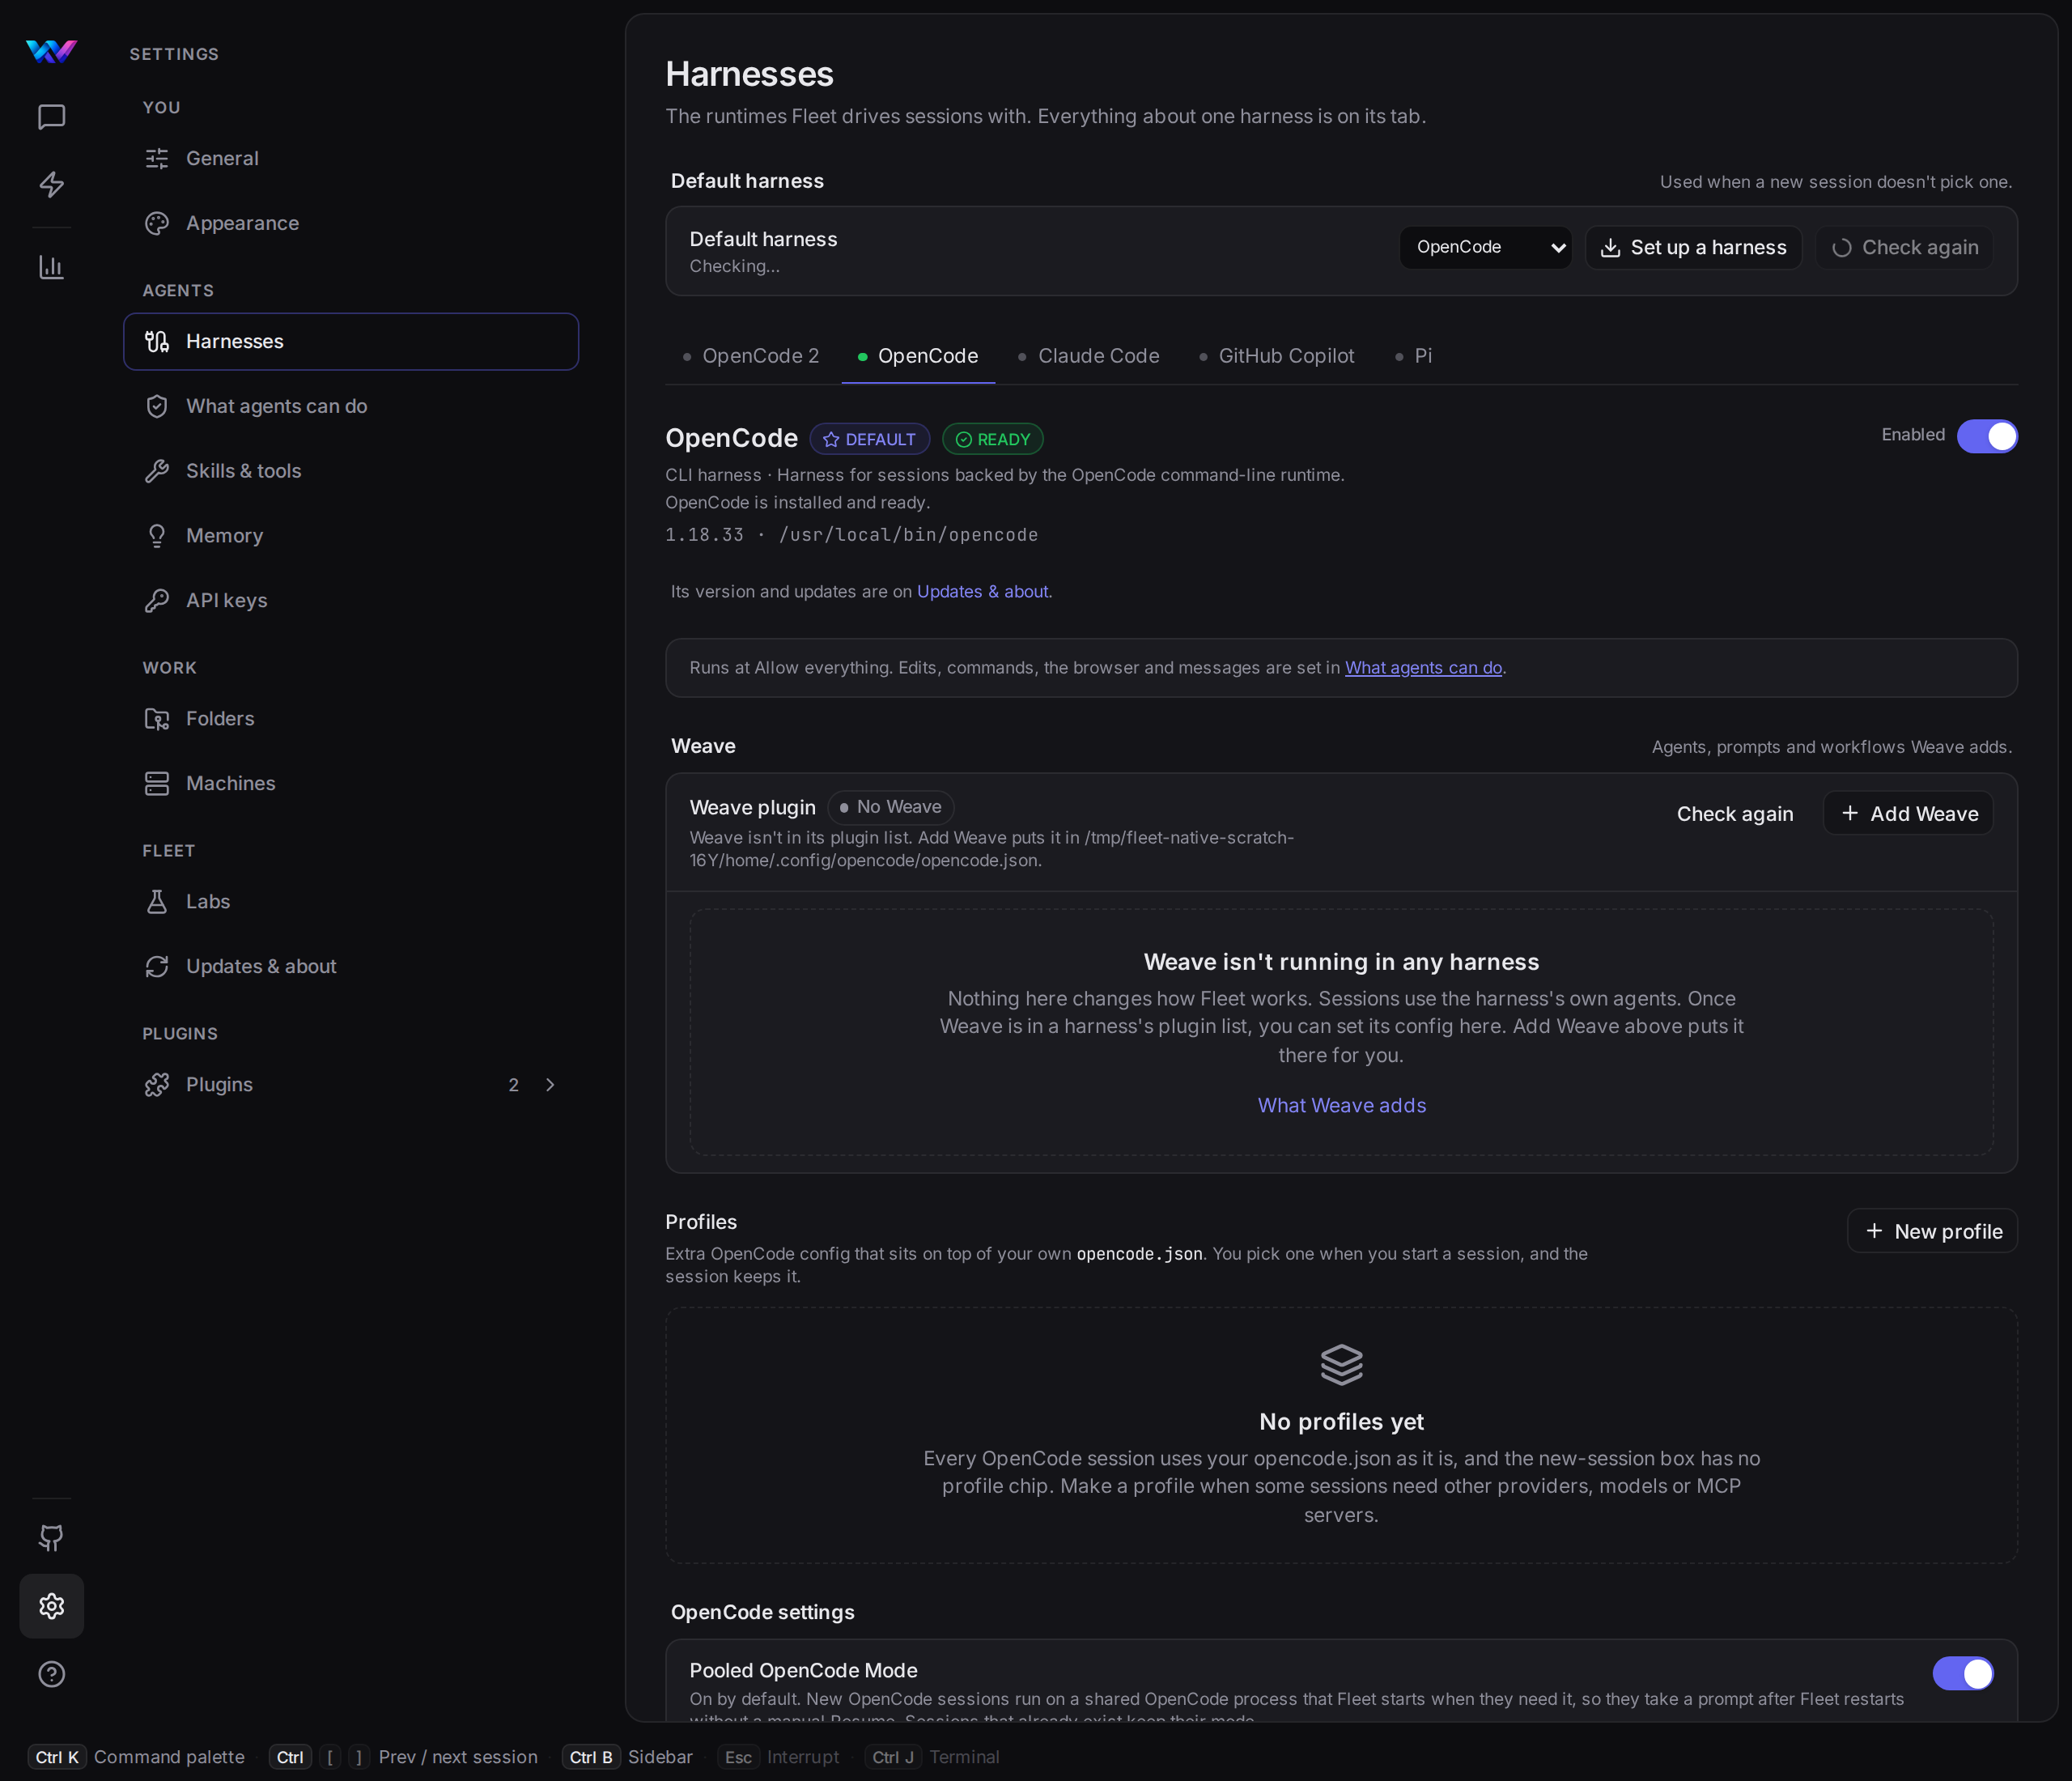 SETTINGS
YOU
General
Appearance
AGENTS
Harnesses
What agents can do
Skills & tools
Memory
API keys
WORK
Folders
Machines
FLEET
Labs
Updates & about
PLUGINS
Plugins 2
Harnesses
The runtimes Fleet drives sessions with. Everything about one harness is on its tab.
Default harness
Used when a new session doesn't pick one.
Default harness
Checking...
OpenCode
Set up a harness
Check again
OpenCode 2
OpenCode
Claude Code
GitHub Copilot
Pi
OpenCode
DEFAULT
READY
Enabled
CLI harness · Harness for sessions backed by the OpenCode command-line runtime.
OpenCode is installed and ready.
1.18.33 · /usr/local/bin/opencode
Its version and updates are on Updates & about.
Runs at Allow everything. Edits, commands, the browser and messages are set in What agents can do.
Weave
Agents, prompts and workflows Weave adds.
Weave plugin
No Weave
Check again
Add Weave
Weave isn't in its plugin list. Add Weave puts it in /tmp/fleet-native-scratch-
16Y/home/.config/opencode/opencode.json.
Weave isn't running in any harness
Nothing here changes how Fleet works. Sessions use the harness's own agents. Once
Weave is in a harness's plugin list, you can set its config here. Add Weave above puts it
there for you.
What Weave adds
Profiles
New profile
Extra OpenCode config that sits on top of your own opencode.json. You pick one when you start a session, and the
session keeps it.
No profiles yet
Every OpenCode session uses your opencode.json as it is, and the new-session box has no
profile chip. Make a profile when some sessions need other providers, models or MCP
servers.
OpenCode settings
Pooled OpenCode Mode
On by default. New OpenCode sessions run on a shared OpenCode process that Fleet starts when they need it, so they take a prompt after Fleet restarts
without a manual Resume. Sessions that already exist keep their mode.
Ctrl K Command palette · Ctrl [ ] Prev / next session · Ctrl B Sidebar · Esc Interrupt · Ctrl J Terminal